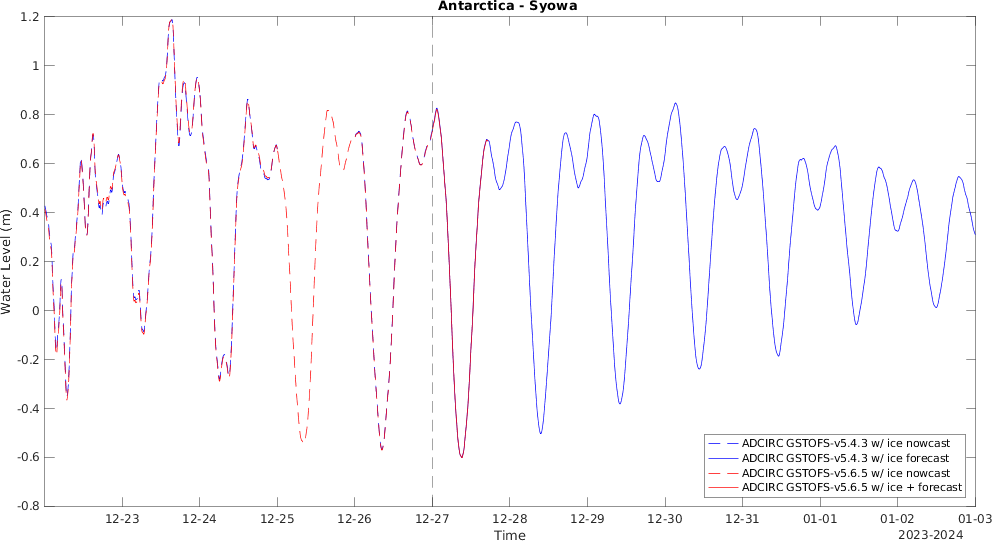 Antarctica - Syowa
Water Level (m)
1.2
1
0.8
0.6
0.4
0.2
0
-0.2
-0.4
-0.6
-0.8
ADCIRC GSTOFS-v5.4.3 w/ ice nowcast
ADCIRC GSTOFS-v5.4.3 w/ ice forecast
ADCIRC GSTOFS-v5.6.5 w/ ice nowcast
ADCIRC GSTOFS-v5.6.5 w/ ice + forecast
12-23 12-24 12-25 12-26 12-27 12-28 12-29 12-30 12-31 01-01 01-02 01-03
Time
2023-2024